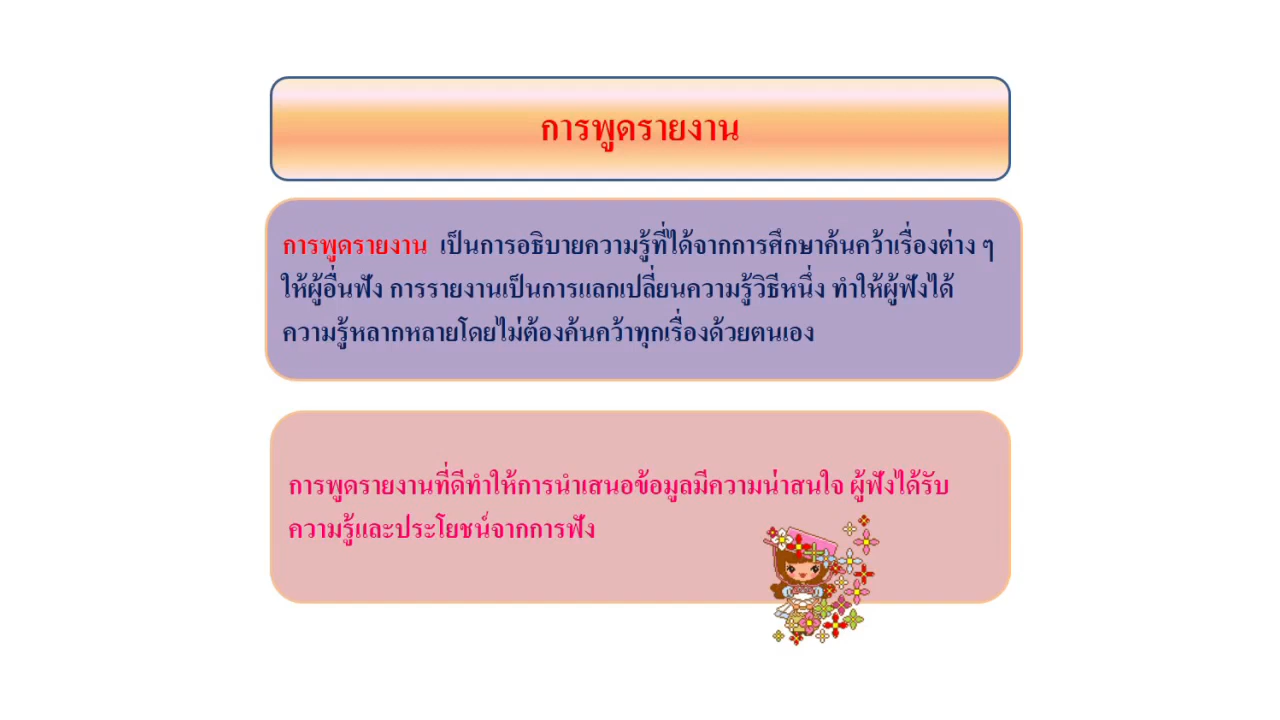 การพูดรายงาน
การพูดรายงาน เป็นการอธิบายความรู้ที่ได้จากการศึกษาค้นคว้าเรื่องต่าง ๆ
ให้ผู้อื่นฟัง การรายงานเป็นการแลกเปลี่ยนความรู้วิธีหนึ่ง ทำให้ผู้ฟังได้
ความรู้หลากหลายโดยไม่ต้องค้นคว้าทุกเรื่องด้วยตนเอง
การพูดรายงานที่ดีทำให้การนำเสนอข้อมูลมีความน่าสนใจ ผู้ฟังได้รับ
ความรู้และประโยชน์จากการฟัง